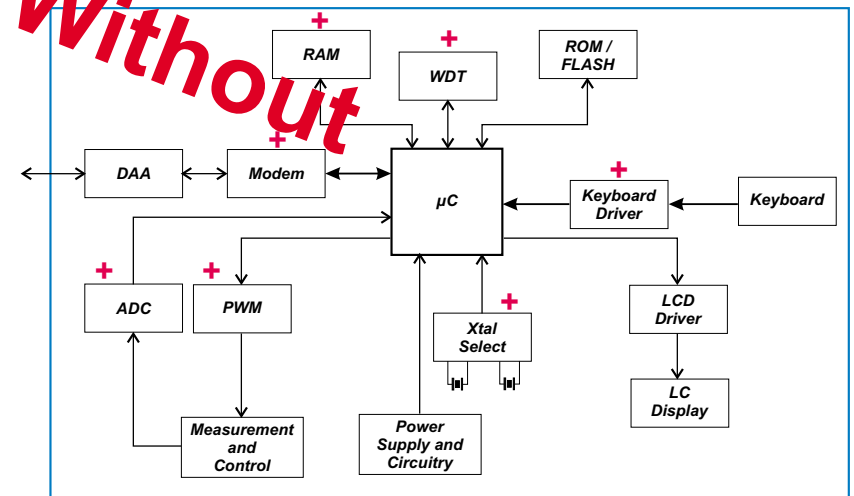 Without
RAM
WDT
ROM /
FLASH
DAA
Modem
µC
Keyboard
Driver
Keyboard
ADC
PWM
Xtal
Select
LCD
Driver
LC
Display
Measurement
and
Control
Power
Supply and
Circuitry